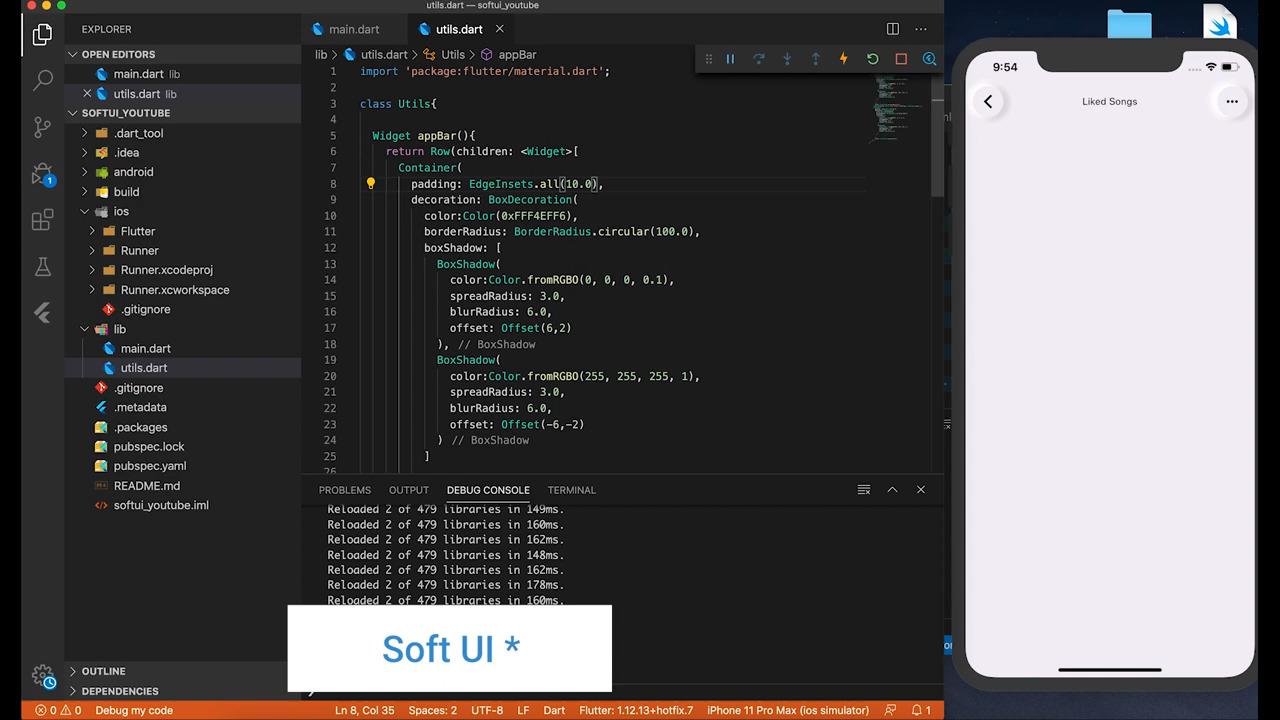 utils.dart — softui_youtube
EXPLORER
OPEN EDITORS
main.dart lib
utils.dart lib
SOFTUI_YOUTUBE
.dart_tool
.idea
android
build
ios
Flutter
Runner
Runner.xcodeproj
Runner.xcworkspace
.gitignore
lib
main.dart
utils.dart
.gitignore
.metadata
.packages
pubspec.lock
pubspec.yaml
README.md
softui_youtube.iml
OUTLINE
DEPENDENCIES
1
main.dart
utils.dart
lib > utils.dart > Utils > appBar
1 import 'package:flutter/material.dart';
2
3 class Utils{
4
5 Widget appBar(){
6 return Row(children: <Widget>[
7 Container(
8 padding: EdgeInsets.all(10.0),
9 decoration: BoxDecoration(
10 color:Color(0xFFF4EFF6),
11 borderRadius: BorderRadius.circular(100.0),
12 boxShadow: [
13 BoxShadow(
14 color:Color.fromRGBO(0, 0, 0, 0.1),
15 spreadRadius: 3.0,
16 blurRadius: 6.0,
17 offset: Offset(6,2)
18 ), // BoxShadow
19 BoxShadow(
20 color:Color.fromRGBO(255, 255, 255, 1),
21 spreadRadius: 3.0,
22 blurRadius: 6.0,
23 offset: Offset(-6,-2)
24 ) // BoxShadow
25 ]
26
PROBLEMS OUTPUT DEBUG CONSOLE TERMINAL
Reloaded 2 of 479 libraries in 149ms.
Reloaded 2 of 479 libraries in 160ms.
Reloaded 2 of 479 libraries in 162ms.
Reloaded 2 of 479 libraries in 148ms.
Reloaded 2 of 479 libraries in 162ms.
Reloaded 2 of 479 libraries in 178ms.
Reloaded 2 of 479 libraries in 160ms.
Soft UI *
0 0 Debug my code Ln 8, Col 35 Spaces: 2 UTF-8 LF Dart Flutter: 1.12.13+hotfix.7 iPhone 11 Pro Max (ios simulator) 1
9:54
Liked Songs